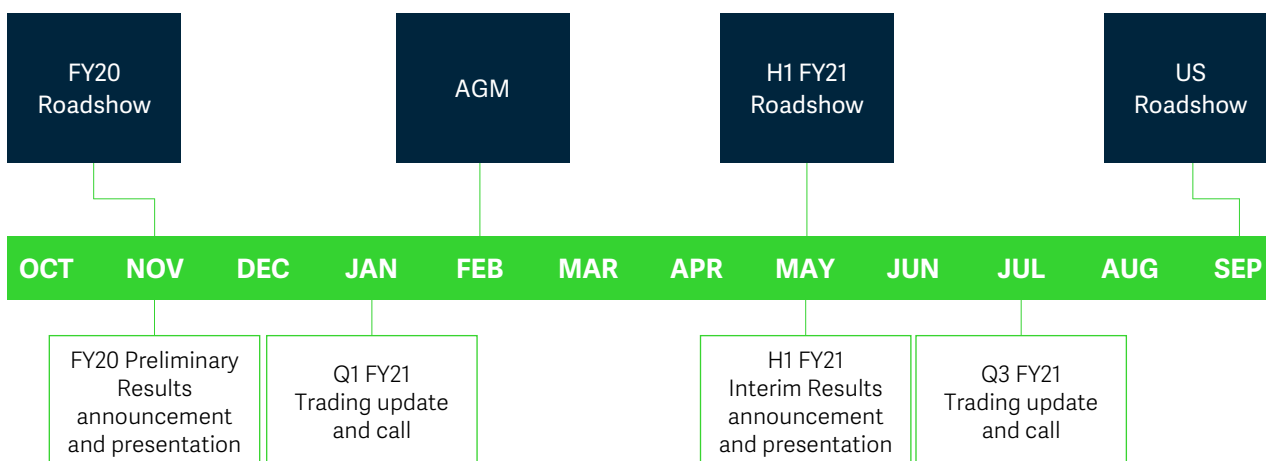 FY20
Roadshow
AGM
H1 FY21
Roadshow
US
Roadshow
OCT NOV DEC JAN FEB MAR APR MAY JUN JUL AUG SEP
FY20 Preliminary
Results
announcement
and presentation
Q1 FY21
Trading update
and call
H1 FY21
Interim Results
announcement
and presentation
Q3 FY21
Trading update
and call